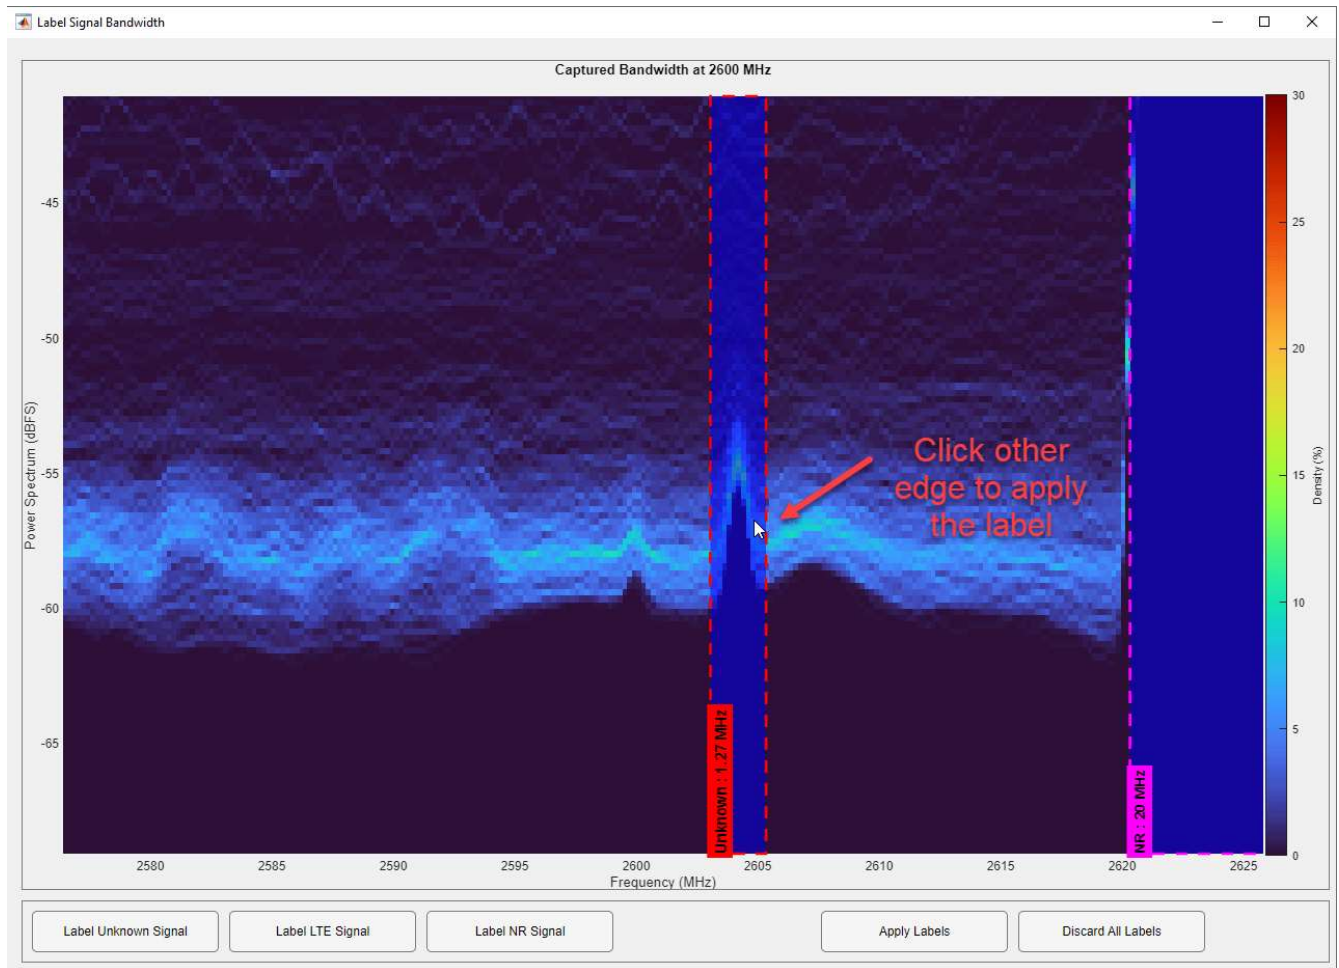 Label Signal Bandwidth
Captured Bandwidth at 2600 MHz
30
25
20
15
10
5
0
Density (%)
-45
-50
-55
-60
-65
Power Spectrum (dBFS)
Click other
edge to apply
the label
Unknown : 1.27 MHz
NR : 20 MHz
2580
2585
2590
2595
2600
2605
2610
2615
2620
2625
Frequency (MHz)
Label Unknown Signal
Label LTE Signal
Label NR Signal
Apply Labels
Discard All Labels